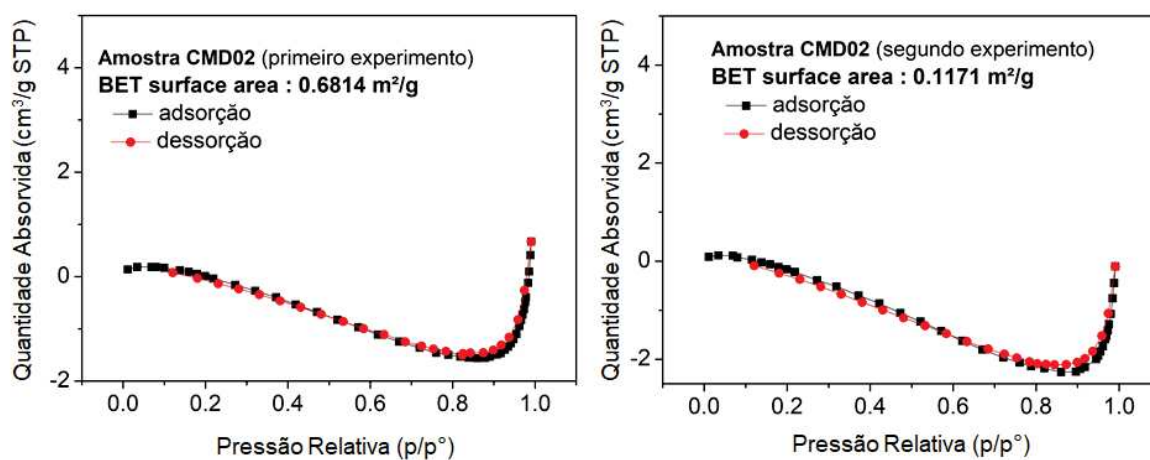 Amostra CMD02 (primeiro experimento)
BET surface area : 0.6814 m²/g
adsorção
dessorção
Quantidade Absorvida (cm³/g STP)
4
2
0
-2
0.0 0.2 0.4 0.6 0.8 1.0
Pressão Relativa (p/p°)
Amostra CMD02 (segundo experimento)
BET surface area : 0.1171 m²/g
adsorção
dessorção
Quantidade Absorvida (cm³/g STP)
4
2
0
-2
0.0 0.2 0.4 0.6 0.8 1.0
Pressão Relativa (p/p°)